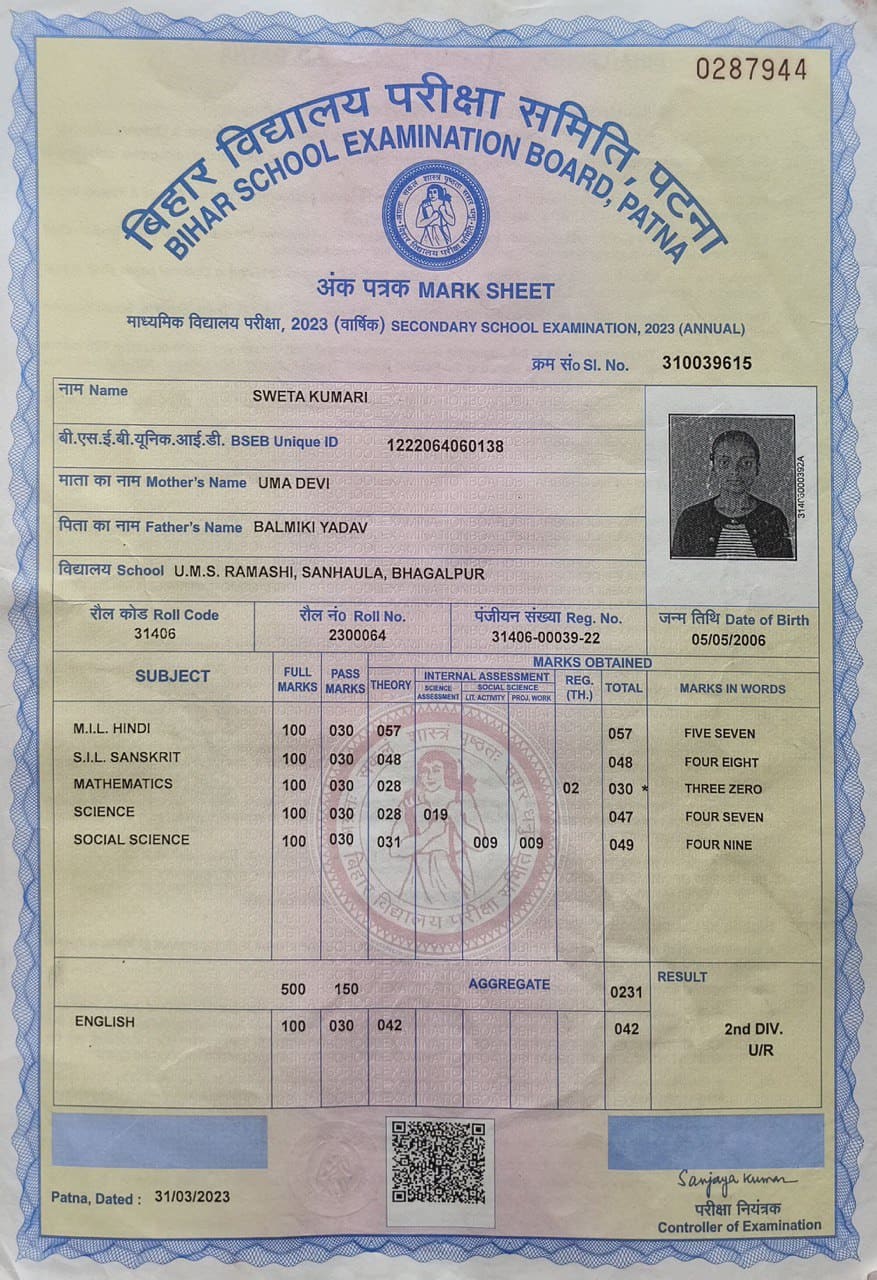 0287944
बिहार विद्यालय परीक्षा समिति, पटना
BIHAR SCHOOL EXAMINATION BOARD, PATNA
अंक पत्रक MARK SHEET
माध्यमिक विद्यालय परीक्षा, 2023 (वार्षिक) SECONDARY SCHOOL EXAMINATION, 2023 (ANNUAL)
क्रम सं० Sl. No. 310039615
नाम Name SWETA KUMARI
बी.एस.ई.बी.यूनिक.आई.डी. BSEB Unique ID 1222064060138
माता का नाम Mother's Name UMA DEVI
पिता का नाम Father's Name BALMIKI YADAV
विद्यालय School U.M.S. RAMASHI, SANHAULA, BHAGALPUR
रौल कोड Roll Code रौल नं० Roll No. पंजीयन संख्या Reg. No. जन्म तिथि Date of Birth
31406 2300064 31406-00039-22 05/05/2006
MARKS OBTAINED
SUBJECT FULL MARKS PASS MARKS THEORY INTERNAL ASSESSMENT REG. (TH.) TOTAL MARKS IN WORDS
SCIENCE ASSESSMENT SOCIAL SCIENCE
LIT. ACTIVITY PROJ. WORK
M.I.L. HINDI 100 030 057 057 FIVE SEVEN
S.I.L. SANSKRIT 100 030 048 048 FOUR EIGHT
MATHEMATICS 100 030 028 02 030 * THREE ZERO
SCIENCE 100 030 028 019 047 FOUR SEVEN
SOCIAL SCIENCE 100 030 031 009 009 049 FOUR NINE
500 150 AGGREGATE 0231 RESULT
ENGLISH 100 030 042 042 2nd DIV.
U/R
Patna, Dated : 31/03/2023
Sanjaya Kumar
परीक्षा नियंत्रक
Controller of Examination